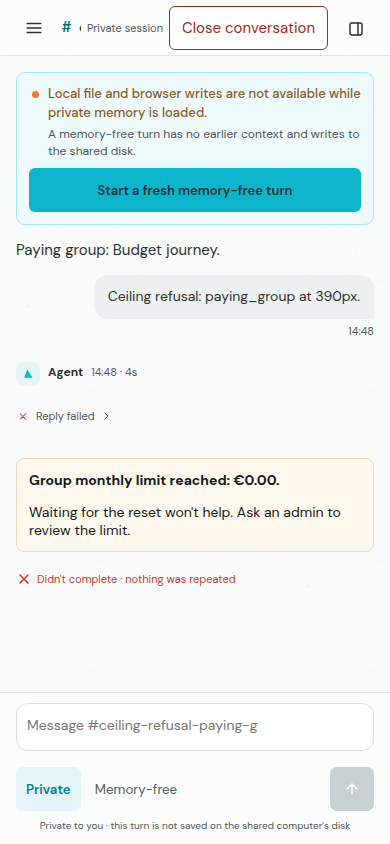 # Private session Close conversation
Local file and browser writes are not available while
private memory is loaded.
A memory-free turn has no earlier context and writes to
the shared disk.
Start a fresh memory-free turn
Paying group: Budget journey.
Ceiling refusal: paying_group at 390px.
14:48
Agent 14:48 · 4s
Reply failed
Group monthly limit reached: €0.00.
Waiting for the reset won't help. Ask an admin to
review the limit.
Didn't complete · nothing was repeated
Message #ceiling-refusal-paying-g
Private Memory-free
Private to you · this turn is not saved on the shared computer's disk